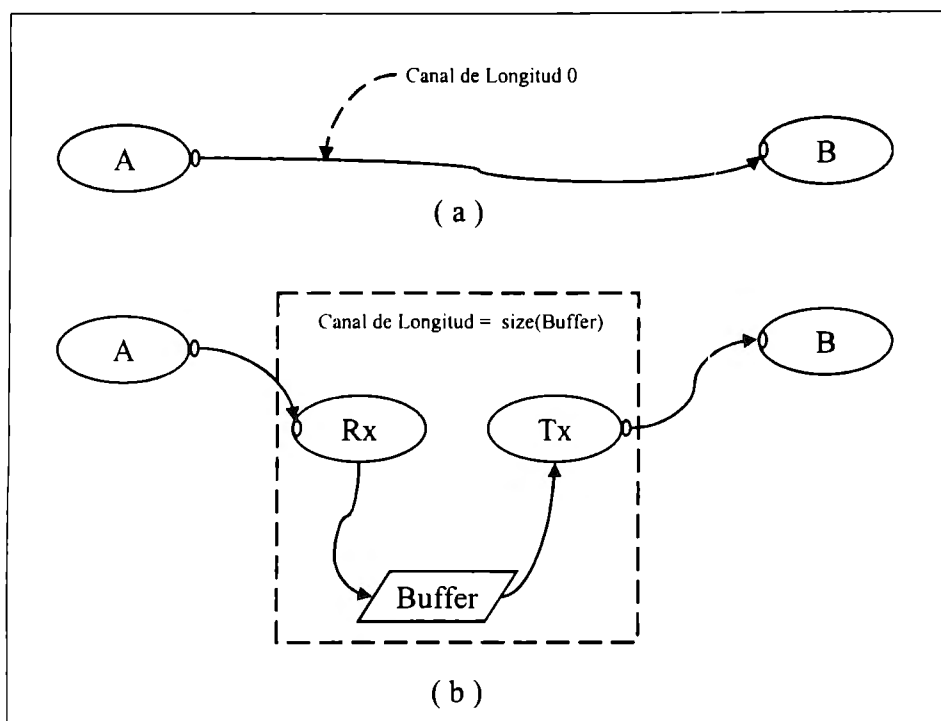 Canal de Longitud 0
A
B
( a )
Canal de Longitud = size(Buffer)
A
B
Rx
Tx
Buffer
( b )